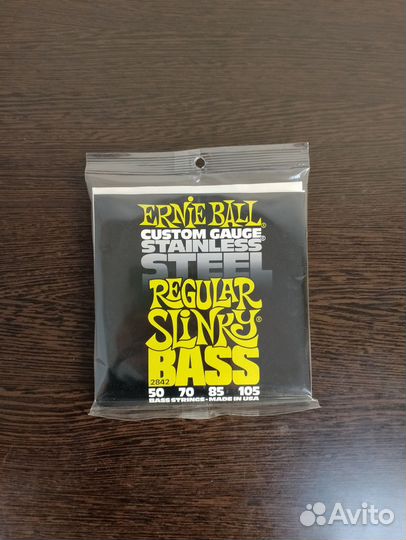 ERNIE BALL®
CUSTOM GAUGE
STAINLESS®
STEEL
REGULAR
SLINKY®
BASS
2842
50 70 85 105
BASS STRINGS - MADE IN USA
Avito